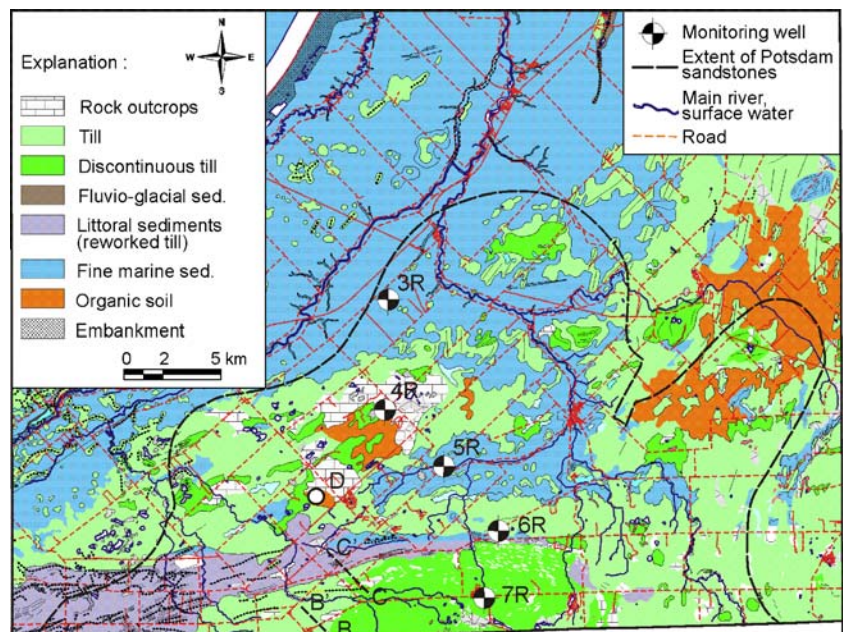 N
W E
S
Explanation :
Rock outcrops
Till
Discontinuous till
Fluvio-glacial sed.
Littoral sediments
(reworked till)
Fine marine sed.
Organic soil
Embankment
0 2 5 km
Monitoring well
Extent of Potsdam
sandstones
Main river,
surface water
Road
3R
4R
5R
D
6R
C'
7R
C
B'
B